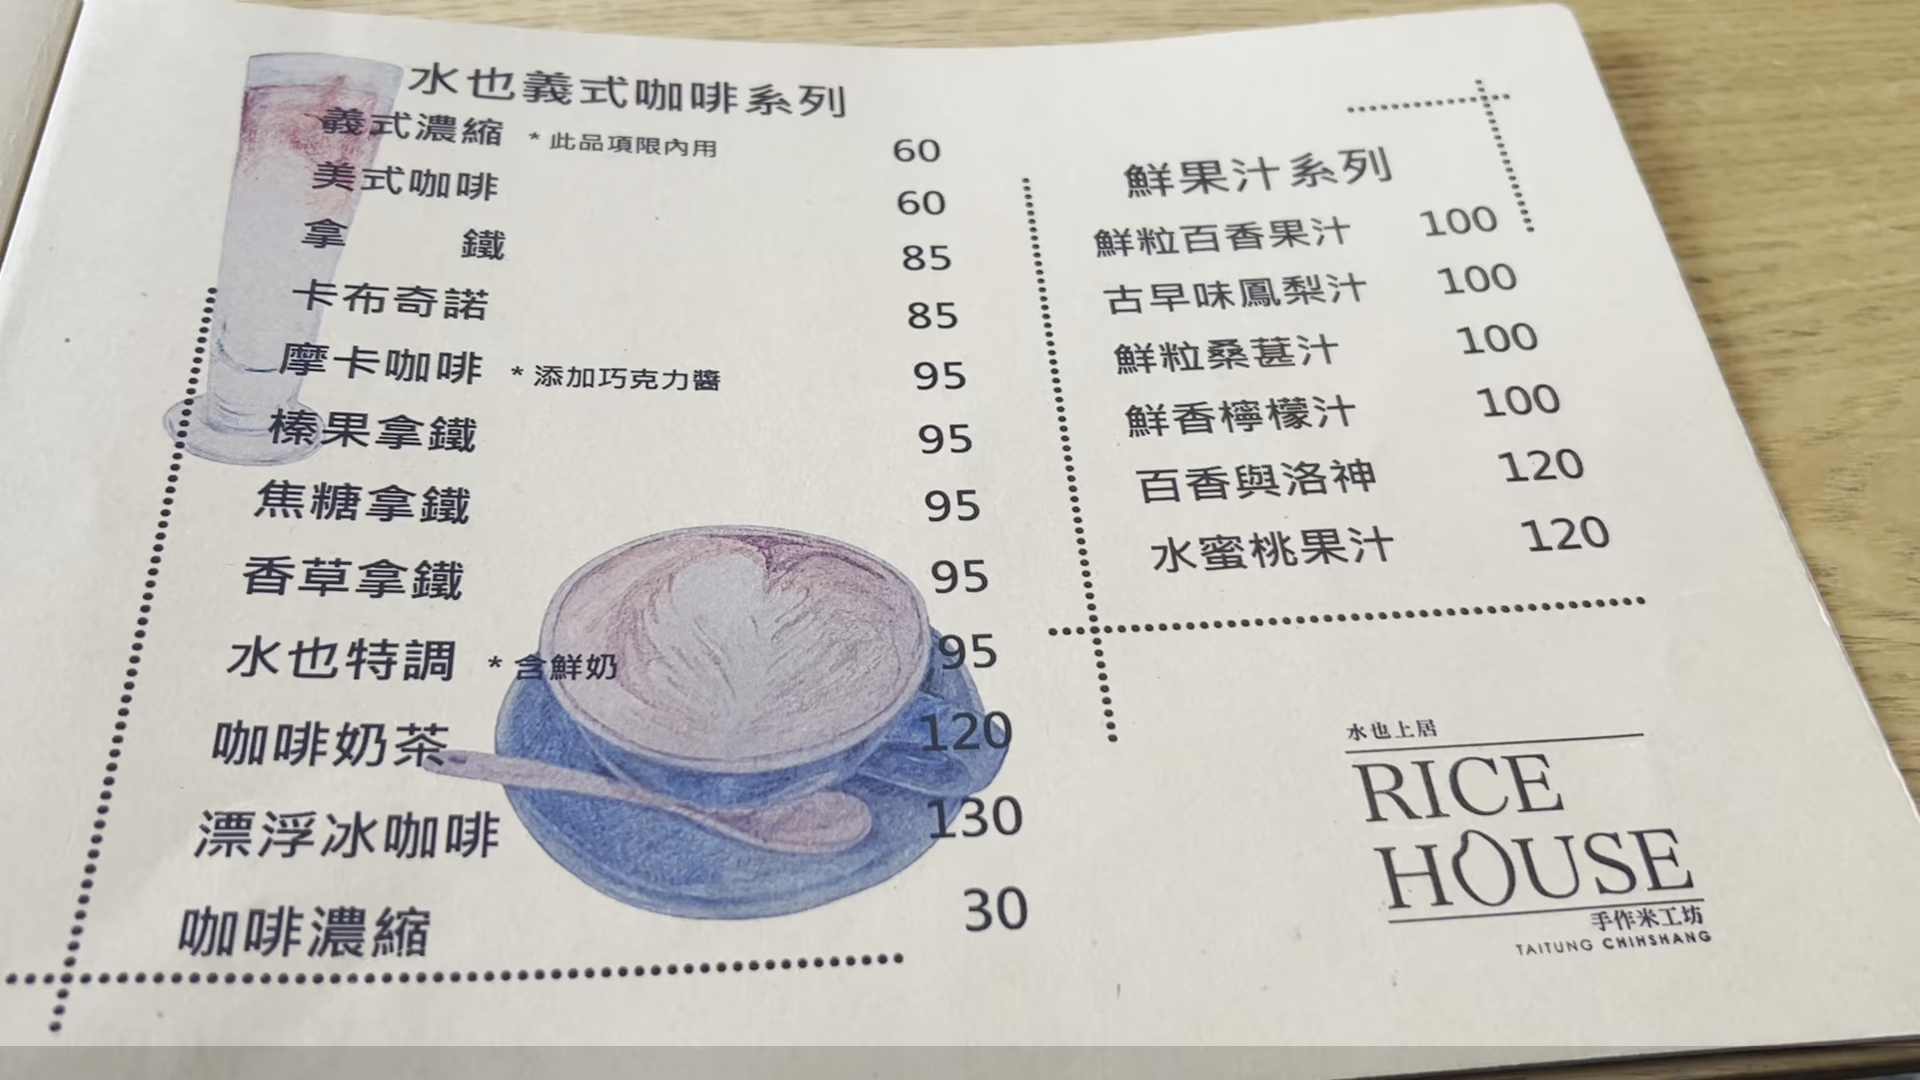 水也義式咖啡系列
義式濃縮 * 此品項限內用 60
美式咖啡 60
拿 鐵 85
卡布奇諾 85
摩卡咖啡 * 添加巧克力醬 95
榛果拿鐵 95
焦糖拿鐵 95
香草拿鐵 95
水也特調 * 含鮮奶 95
咖啡奶茶 120
漂浮冰咖啡 130
咖啡濃縮 30
鮮果汁系列
鮮粒百香果汁 100
古早味鳳梨汁 100
鮮粒桑葚汁 100
鮮香檸檬汁 100
百香與洛神 120
水蜜桃果汁 120
水也上居
RICE
HOUSE
手作米工坊
TAITUNG CHIHSHANG